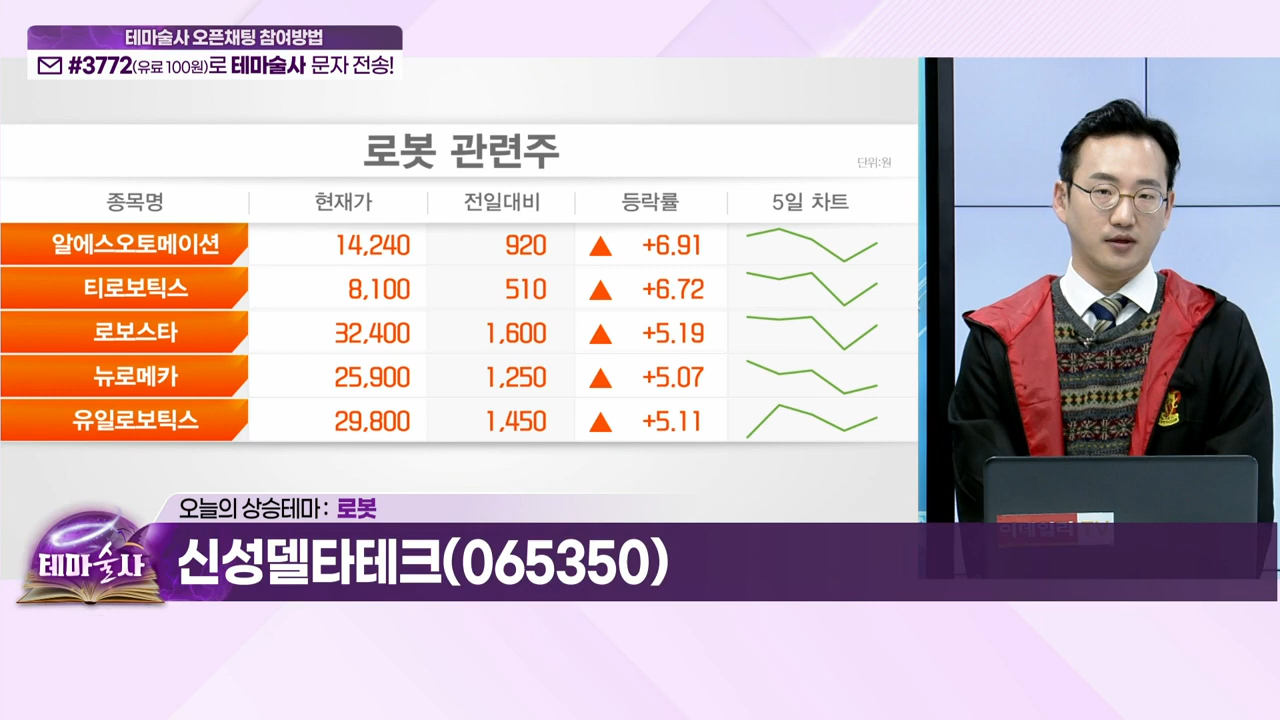 테마술사 오픈채팅 참여방법
#3772(유료 100원)로 테마술사 문자 전송!
로봇 관련주
단위:원
종목명 현재가 전일대비 등락률 5일 차트
알에스오토메이션 14,240 920 ▲ +6.91
티로보틱스 8,100 510 ▲ +6.72
로보스타 32,400 1,600 ▲ +5.19
뉴로메카 25,900 1,250 ▲ +5.07
유일로보틱스 29,800 1,450 ▲ +5.11
오늘의 상승테마 : 로봇
테마술사
신성델타테크(065350)